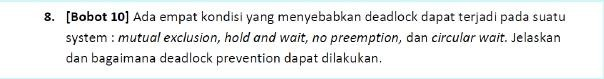 8. [Bobot 10] Ada empat kondisi yang menyebabkan deadlock dapat terjadi pada suatu
system : mutual exclusion, hold and wait, no preemption, dan circular wait. Jelaskan
dan bagaimana deadlock prevention dapat dilakukan.